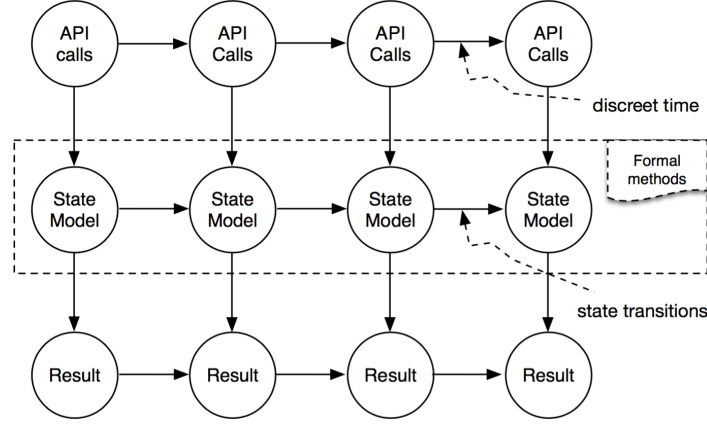 API
calls
API
Calls
API
Calls
API
Calls
discreet time
Formal
methods
State
Model
State
Model
State
Model
State
Model
state transitions
Result
Result
Result
Result